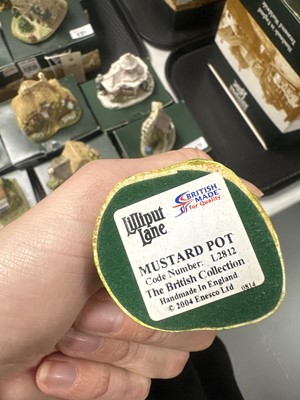 Lilliput
Lane
BRITISH
MADE
For Quality
MUSTARD POT
Code Number: L2812
The British Collection
Handmade In England
© 2004 Enesco Ltd
0814